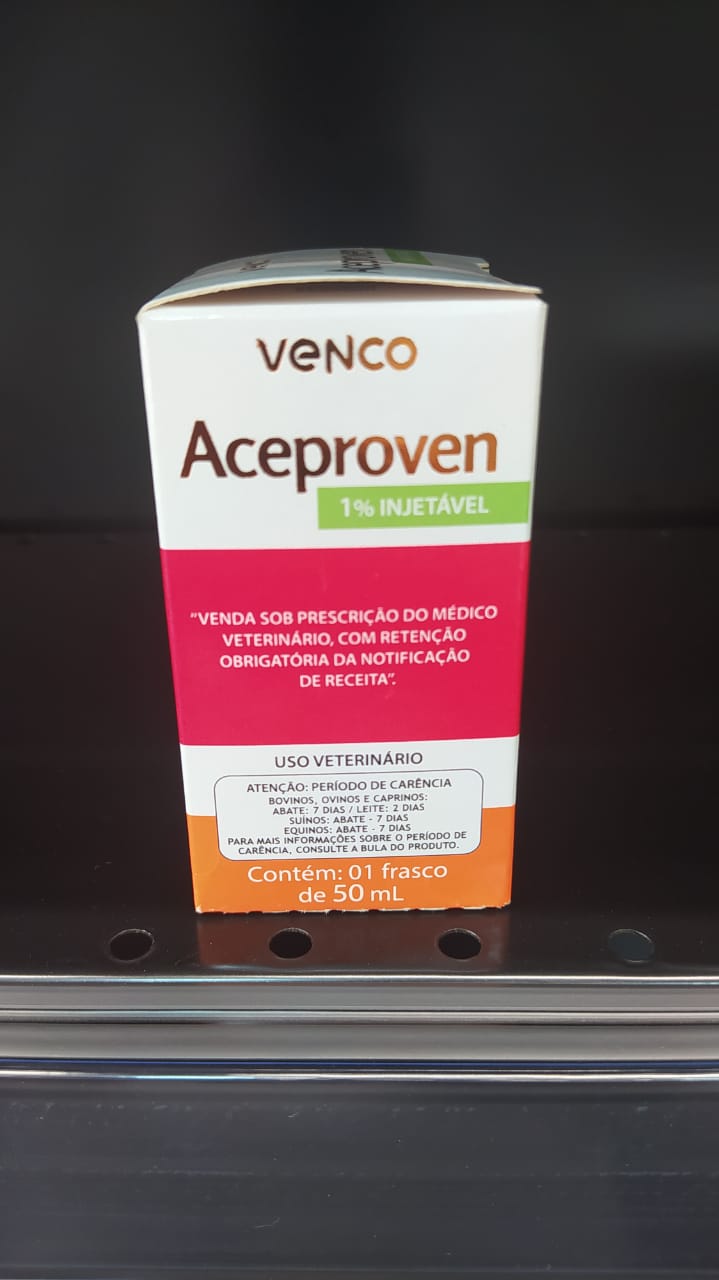 Aceproven
VENCO
Aceproven
1% INJETÁVEL
"VENDA SOB PRESCRIÇÃO DO MÉDICO
VETERINÁRIO, COM RETENÇÃO
OBRIGATÓRIA DA NOTIFICAÇÃO
DE RECEITA".
USO VETERINÁRIO
ATENÇÃO: PERÍODO DE CARÊNCIA
BOVINOS, OVINOS E CAPRINOS:
ABATE: 7 DIAS / LEITE: 2 DIAS
SUÍNOS: ABATE - 7 DIAS
EQUINOS: ABATE - 7 DIAS
PARA MAIS INFORMAÇÕES SOBRE O PERÍODO DE
CARÊNCIA, CONSULTE A BULA DO PRODUTO.
Contém: 01 frasco
de 50 mL